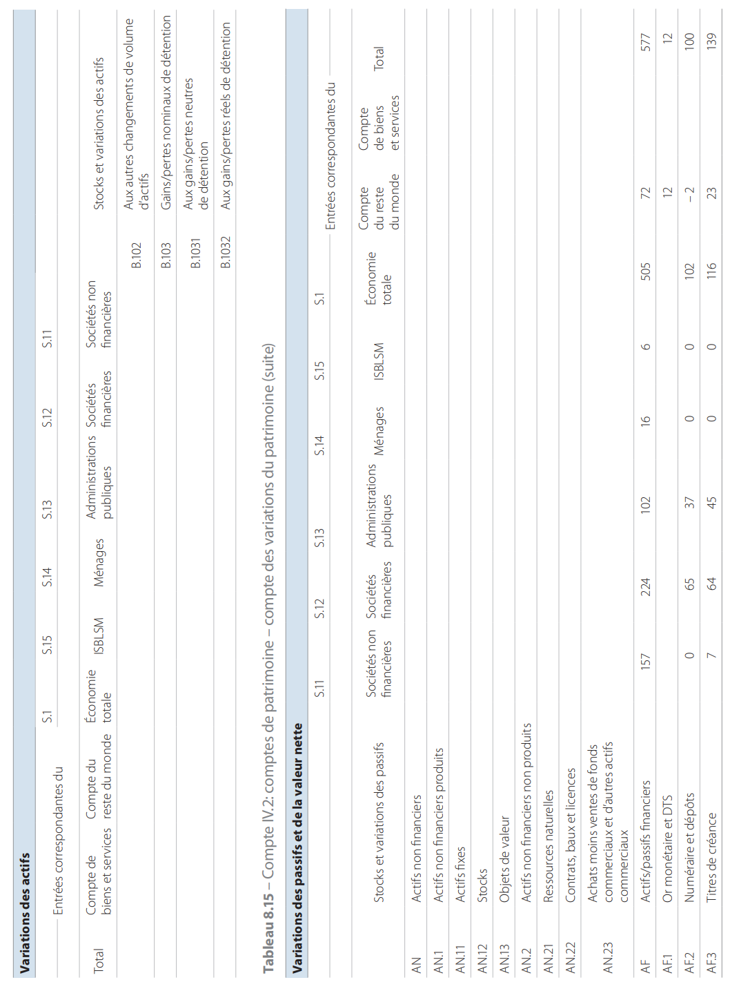 Variations des actifs
Entrées correspondantes du
S.1 S.15 S.14 S.13 S.12 S.11
Total Compte de biens et services Compte du reste du monde Économie totale ISBLSM Ménages Administrations publiques Sociétés financières Sociétés non financières Stocks et variations des actifs
B.102 Aux autres changements de volume
d’actifs
B.103 Gains/pertes nominaux de détention
B.1031 Aux gains/pertes neutres
de détention
B.1032 Aux gains/pertes réels de détention
Tableau 8.15 – Compte IV.2: comptes de patrimoine – compte des variations du patrimoine (suite)
Variations des passifs et de la valeur nette
S.11 S.12 S.13 S.14 S.15 S.1
Entrées correspondantes du
Stocks et variations des passifs Sociétés non financières Sociétés financières Administrations publiques Ménages ISBLSM Économie totale Compte du reste du monde Compte de biens et services Total
AN Actifs non financiers
AN.1 Actifs non financiers produits
AN.11 Actifs fixes
AN.12 Stocks
AN.13 Objets de valeur
AN.2 Actifs non financiers non produits
AN.21 Ressources naturelles
AN.22 Contrats, baux et licences
AN.23 Achats moins ventes de fonds
commerciaux et d’autres actifs
commerciaux
AF Actifs/passifs financiers 157 224 102 16 6 505 72 577
AF.1 Or monétaire et DTS 12 12
AF.2 Numéraire et dépôts 0 65 37 0 0 102 – 2 100
AF.3 Titres de créance 7 64 45 0 0 116 23 139